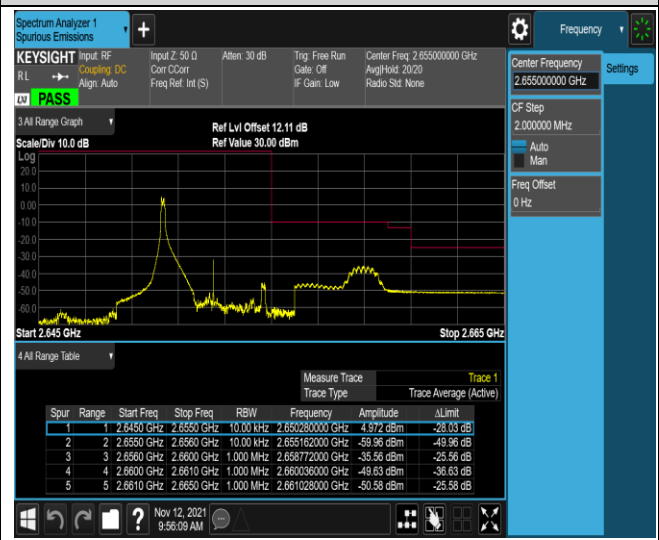 Spectrum Analyzer 1
Spurious Emissions
Frequency
KEYSIGHT
Input: RF
Input Z: 50 Ω
Atten: 30 dB
Trig: Free Run
Center Freq: 2.655000000 GHz
R L
Coupling: DC
Corr CCorr
Gate: Off
Avg|Hold: 20/20
Align: Auto
Freq Ref: Int (S)
IF Gain: Low
Radio Std: None
LXI PASS
Center Frequency
2.655000000 GHz
Settings
CF Step
2.000000 MHz
Auto
Man
Freq Offset
0 Hz
3 All Range Graph
Ref Lvl Offset 12.11 dB
Scale/Div 10.0 dB
Ref Value 30.00 dBm
Log
20.0
10.0
0.00
-10.0
-20.0
-30.0
-40.0
-50.0
-60.0
Start 2.645 GHz
Stop 2.665 GHz
4 All Range Table
Measure Trace Trace 1
Trace Type Trace Average (Active)
Spur Range Start Freq Stop Freq RBW Frequency Amplitude ΔLimit
1 1 2.6450 GHz 2.6550 GHz 10.00 kHz 2.650280000 GHz 4.972 dBm -28.03 dB
2 2 2.6550 GHz 2.6560 GHz 10.00 kHz 2.655162000 GHz -59.96 dBm -49.96 dB
3 3 2.6560 GHz 2.6600 GHz 1.000 MHz 2.658772000 GHz -35.56 dBm -25.56 dB
4 4 2.6600 GHz 2.6610 GHz 1.000 MHz 2.660036000 GHz -49.63 dBm -36.63 dB
5 5 2.6610 GHz 2.6650 GHz 1.000 MHz 2.661028000 GHz -50.58 dBm -25.58 dB
Nov 12, 2021
9:56:09 AM